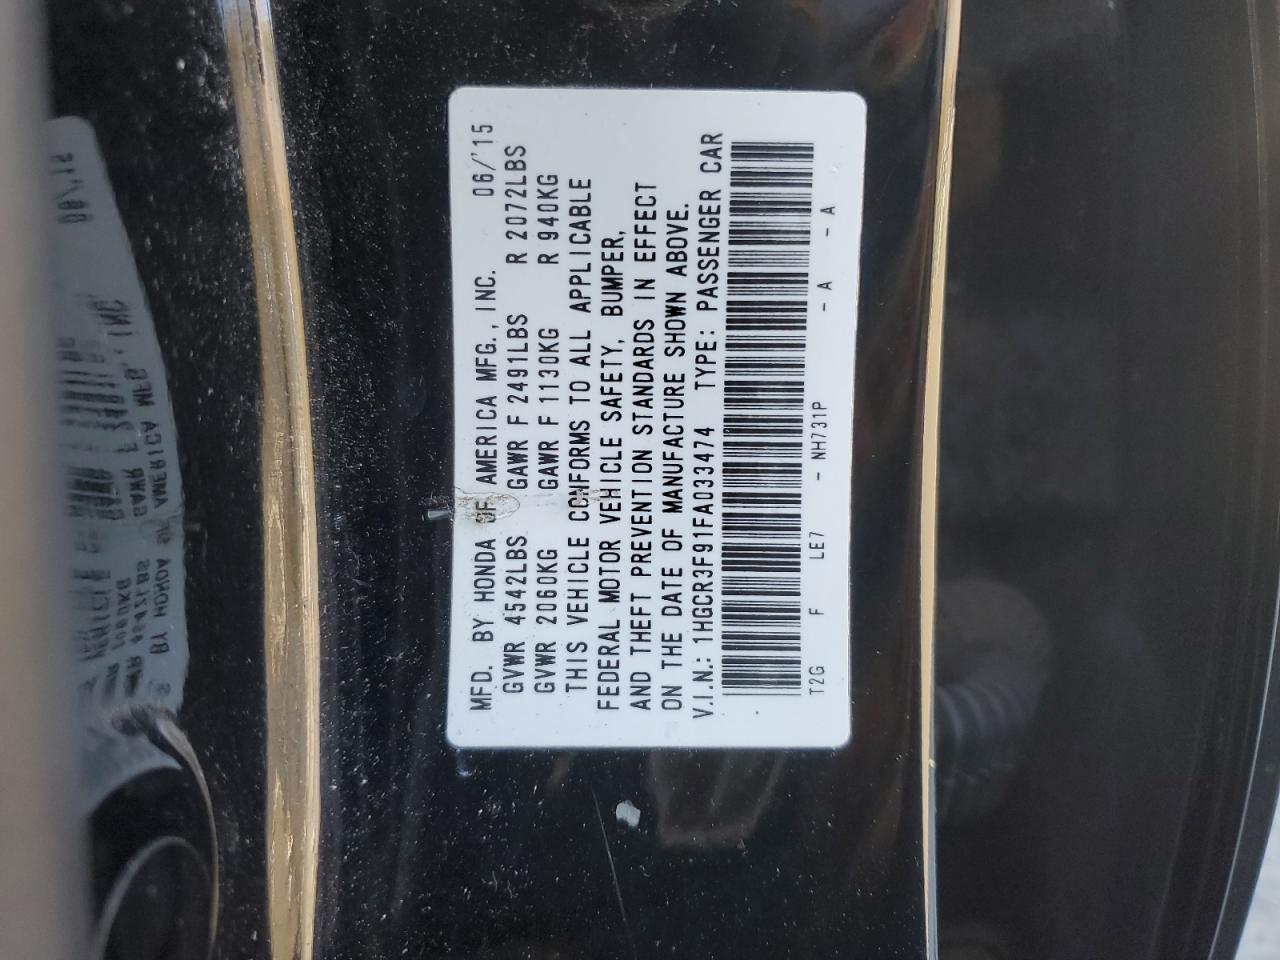 MFD. BY HONDA OF AMERICA MFG., INC. 06/'15
GVWR 4542LBS GAWR F 2491LBS R 2072LBS
GVWR 2060KG GAWR F 1130KG R 940KG
THIS VEHICLE CONFORMS TO ALL APPLICABLE
FEDERAL MOTOR VEHICLE SAFETY, BUMPER,
AND THEFT PREVENTION STANDARDS IN EFFECT
ON THE DATE OF MANUFACTURE SHOWN ABOVE.
V.I.N.: 1HGCR3F91FA033474 TYPE: PASSENGER CAR
T2G F LE7 - NH731P - A - A